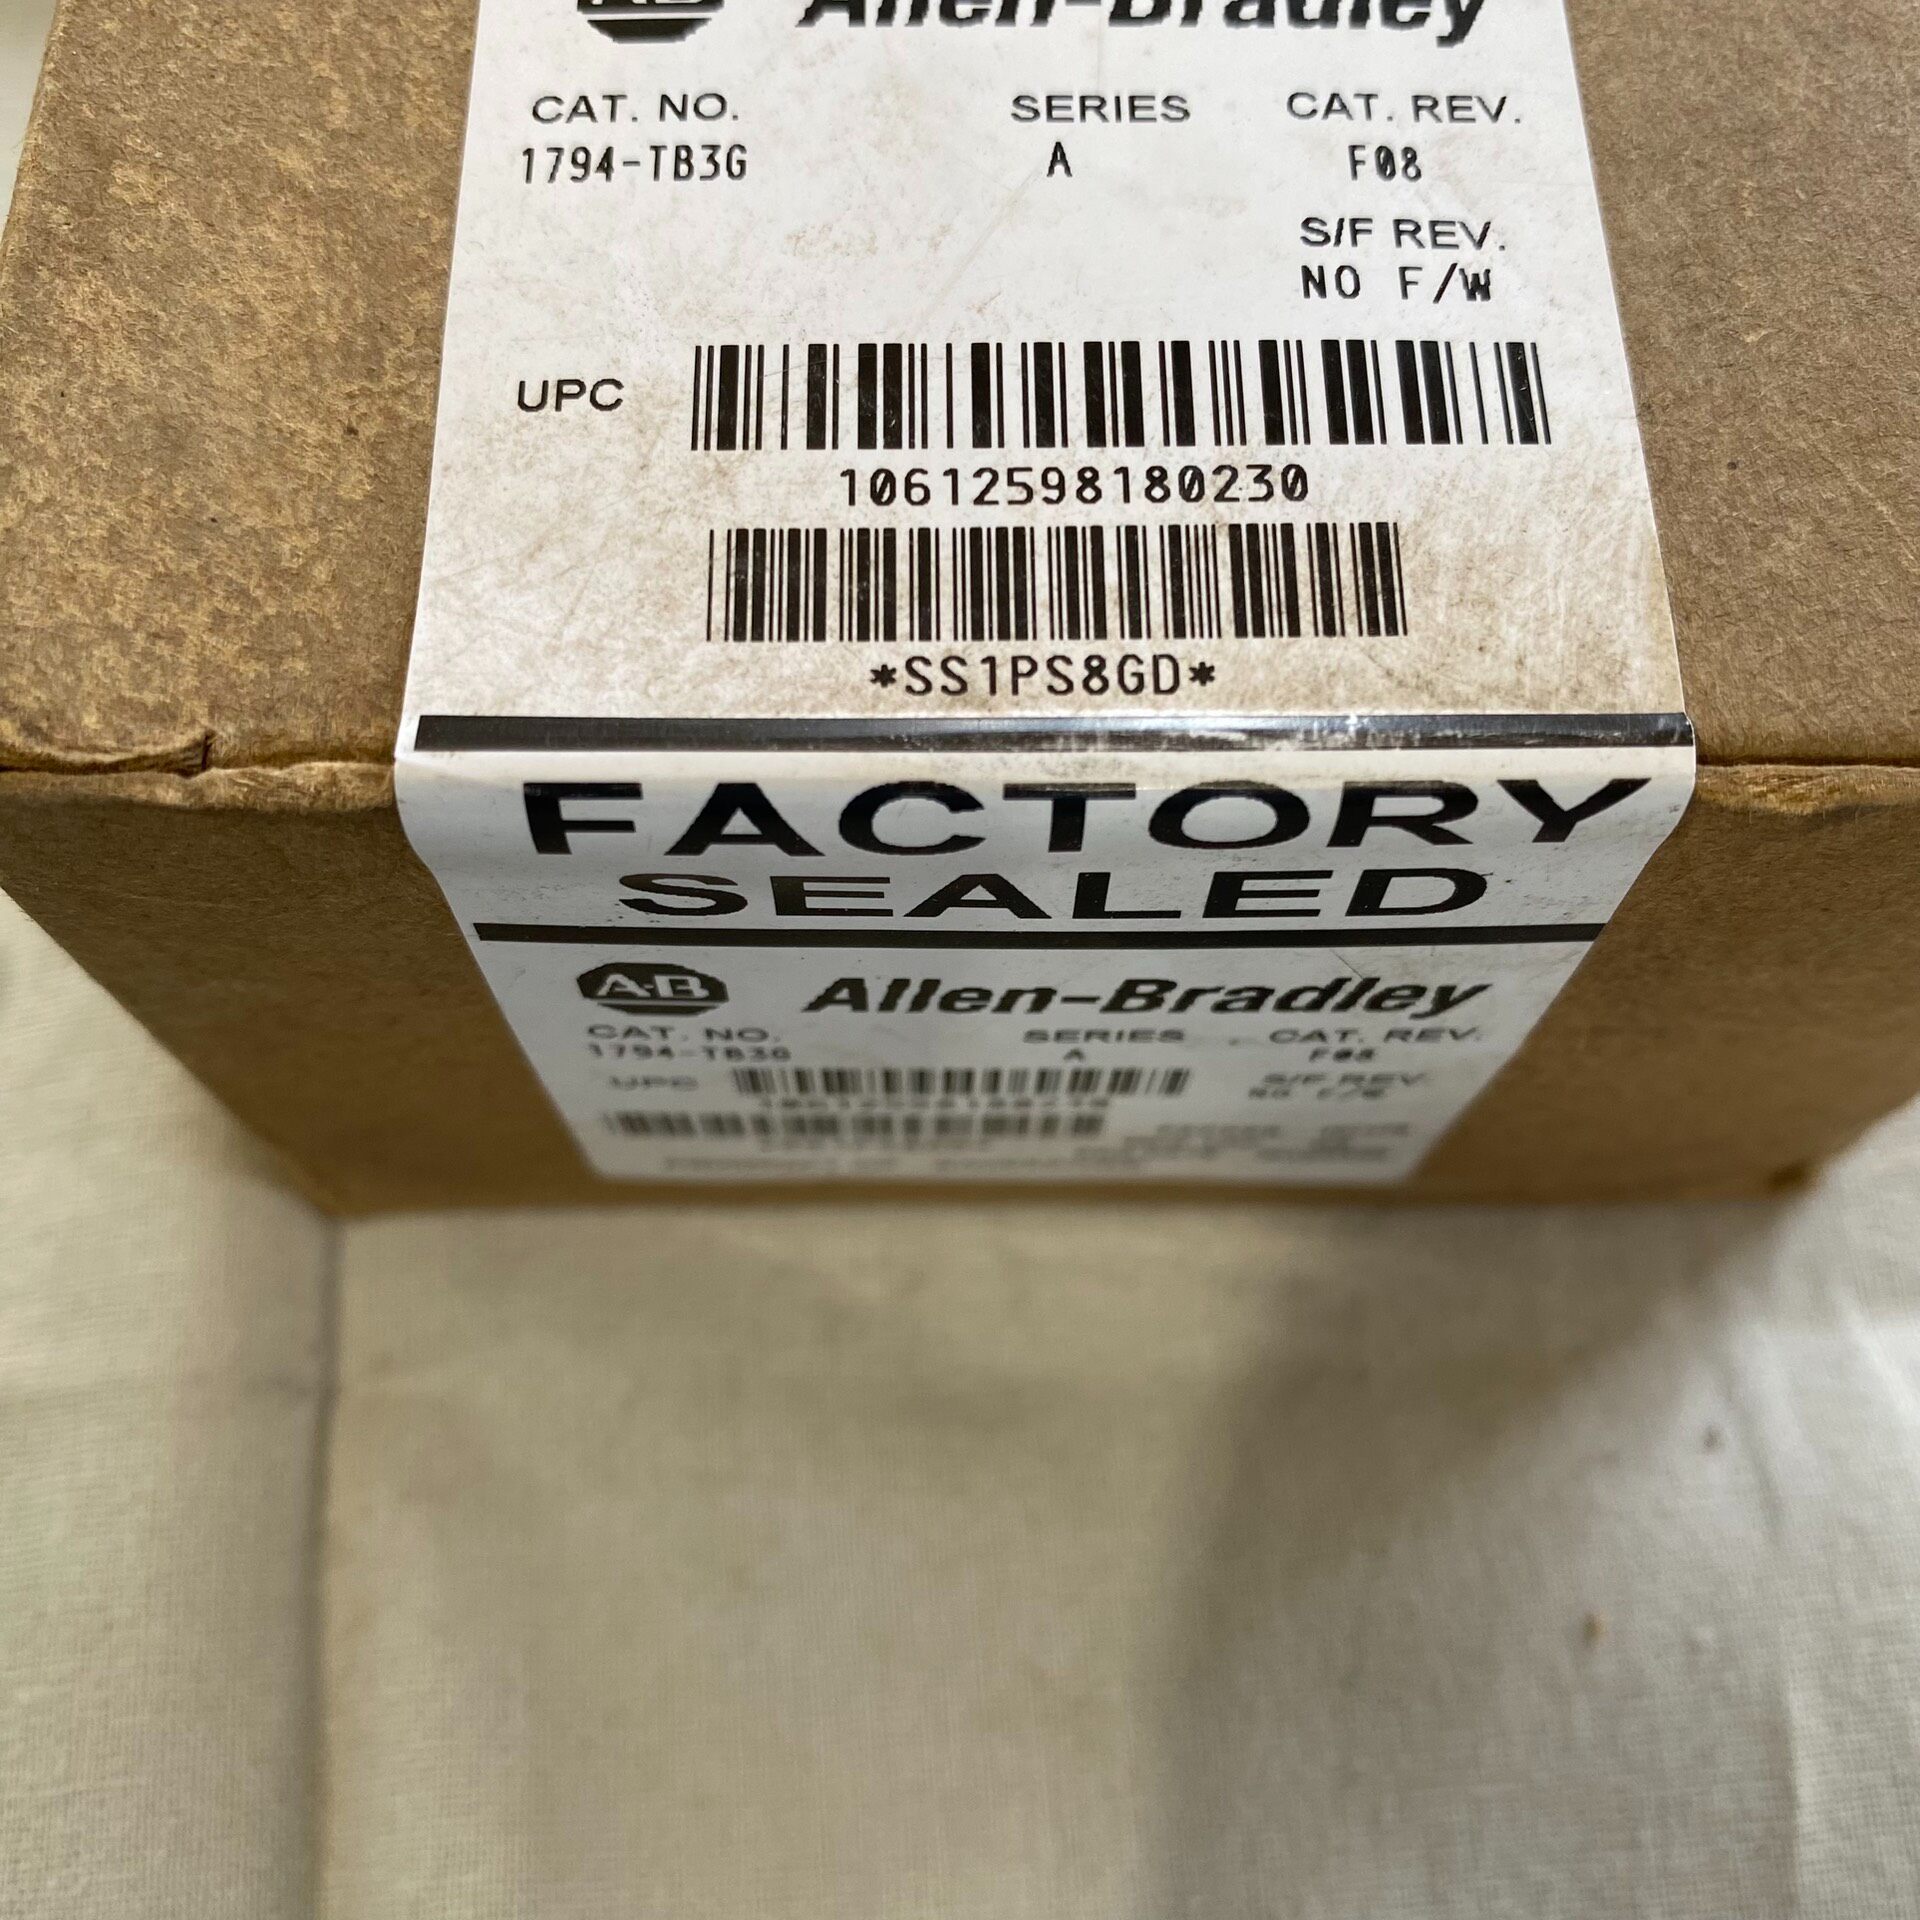 Allen-Bradley
CAT. NO. SERIES CAT. REV.
1794-TB3G A F08
S/F REV.
NO F/W
UPC
10612598180230
*SS1PS8GD*
FACTORY
SEALED
A-B Allen-Bradley
CAT. NO. SERIES CAT. REV.
1794-TB3G A F08
UPC S/F REV.
NO F/W